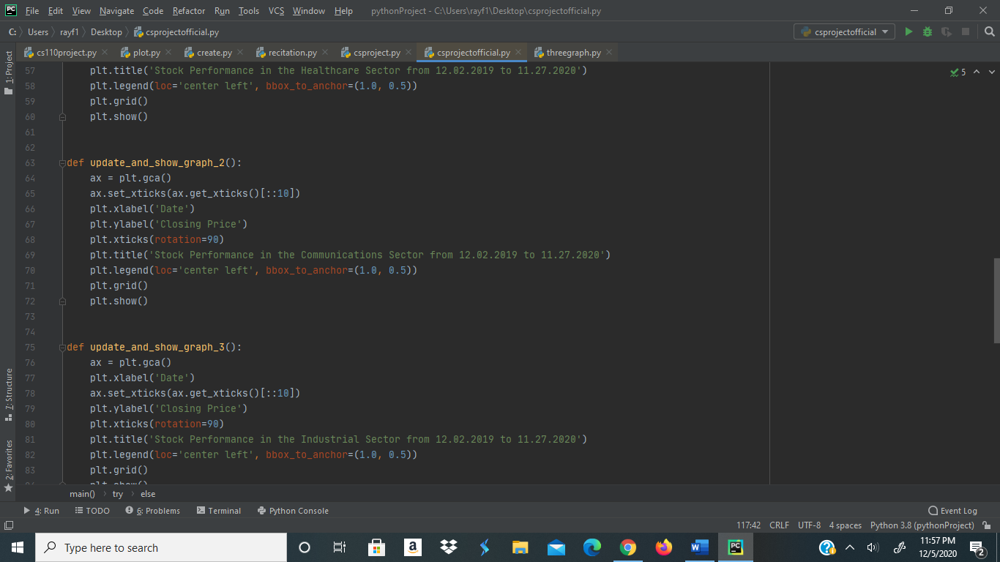 PC File Edit View Navigate Code Refactor Run Tools VCS Window Help pythonProject - C:\Users\rayf1\Desktop\csprojectofficial.py
C: Users rayf1 Desktop csprojectofficial.py csprojectofficial
cs110project.py plot.py create.py recitation.py csproject.py csprojectofficial.py threegraph.py
1: Project
7: Structure
2: Favorites
5
57 plt.title('Stock Performance in the Healthcare Sector from 12.02.2019 to 11.27.2020')
58 plt.legend(loc='center left', bbox_to_anchor=(1.0, 0.5))
59 plt.grid()
60 plt.show()
61
62
63 def update_and_show_graph_2():
64 ax = plt.gca()
65 ax.set_xticks(ax.get_xticks()[::10])
66 plt.xlabel('Date')
67 plt.ylabel('Closing Price')
68 plt.xticks(rotation=90)
69 plt.title('Stock Performance in the Communications Sector from 12.02.2019 to 11.27.2020')
70 plt.legend(loc='center left', bbox_to_anchor=(1.0, 0.5))
71 plt.grid()
72 plt.show()
73
74
75 def update_and_show_graph_3():
76 ax = plt.gca()
77 plt.xlabel('Date')
78 ax.set_xticks(ax.get_xticks()[::10])
79 plt.ylabel('Closing Price')
80 plt.xticks(rotation=90)
81 plt.title('Stock Performance in the Industrial Sector from 12.02.2019 to 11.27.2020')
82 plt.legend(loc='center left', bbox_to_anchor=(1.0, 0.5))
83 plt.grid()
84 plt.show()
main() try else
4: Run TODO 6: Problems Terminal Python Console Event Log
117:42 CRLF UTF-8 4 spaces Python 3.8 (pythonProject)
Type here to search
a
W
PC
11:57 PM
12/5/2020
2